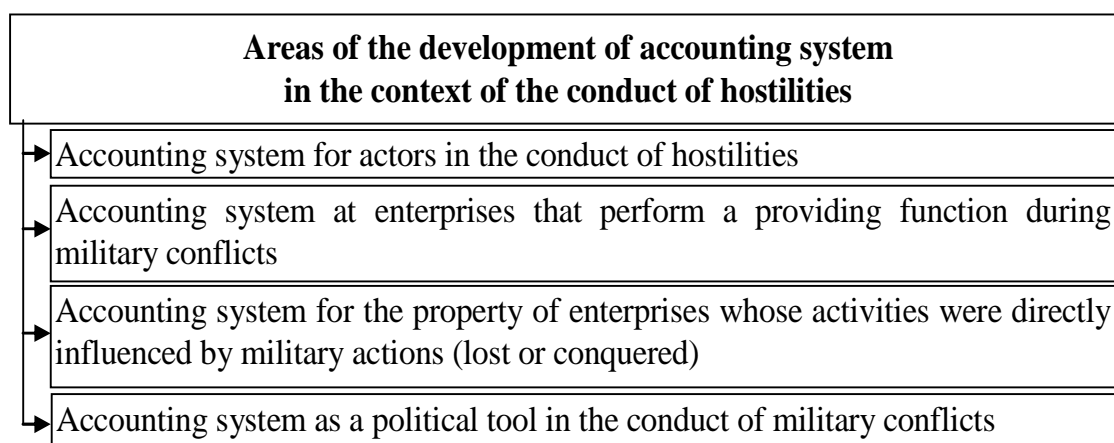 Areas of the development of accounting system
in the context of the conduct of hostilities
Accounting system for actors in the conduct of hostilities
Accounting system at enterprises that perform a providing function during
military conflicts
Accounting system for the property of enterprises whose activities were directly
influenced by military actions (lost or conquered)
Accounting system as a political tool in the conduct of military conflicts